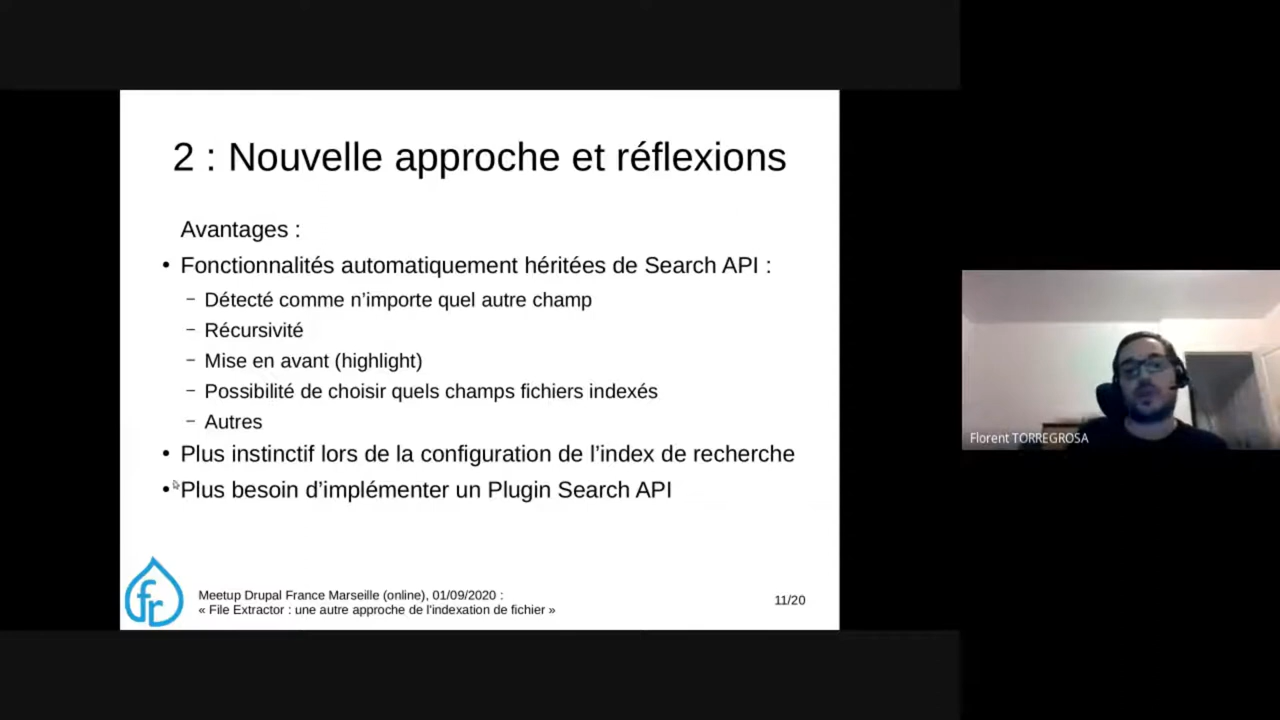 2 : Nouvelle approche et réflexions
Avantages :
• Fonctionnalités automatiquement héritées de Search API :
– Détecté comme n’importe quel autre champ
– Récursivité
– Mise en avant (highlight)
– Possibilité de choisir quels champs fichiers indexés
– Autres
• Plus instinctif lors de la configuration de l’index de recherche
• Plus besoin d’implémenter un Plugin Search API
fr
Meetup Drupal France Marseille (online), 01/09/2020 :
« File Extractor : une autre approche de l'indexation de fichier »
11/20
Florent TORREGROSA